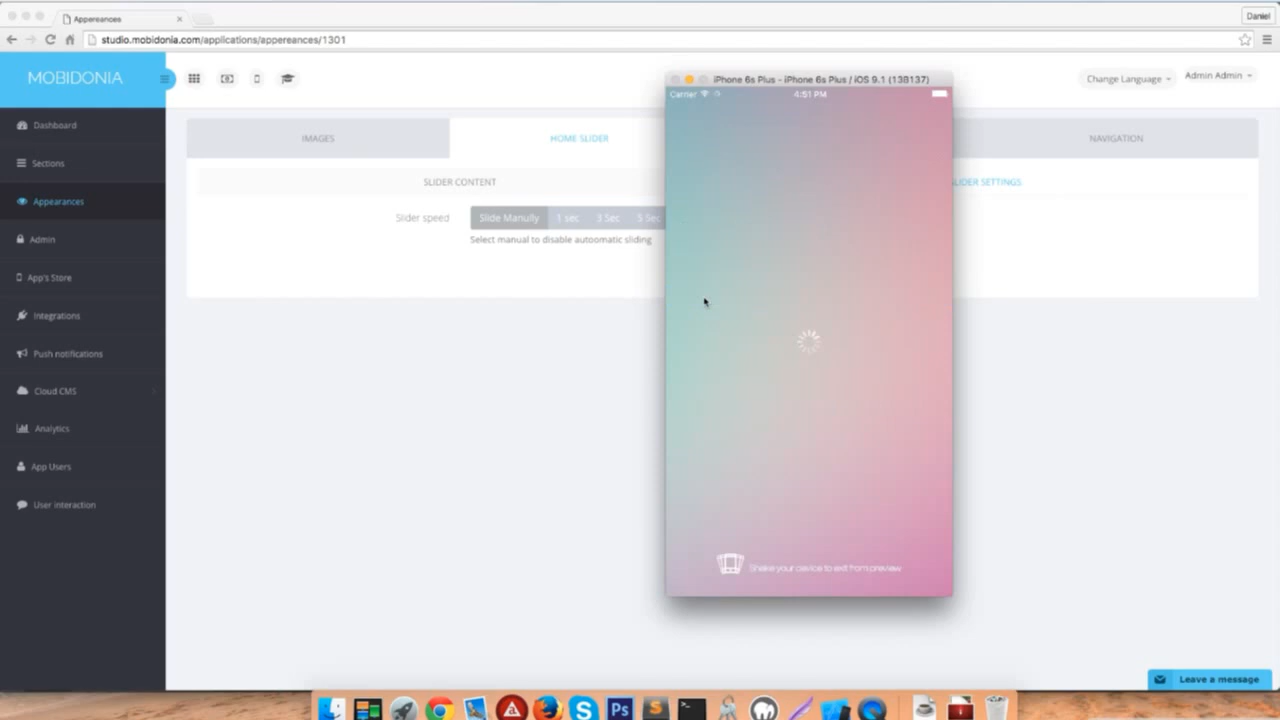 Appereances
Daniel
studio.mobidonia.com/applications/appereances/1301
MOBIDONIA
Change Language
Admin Admin
iPhone 6s Plus - iPhone 6s Plus / iOS 9.1 (13B137)
Carrier
4:51 PM
Dashboard
Sections
Appearances
Admin
App's Store
Integrations
Push notifications
Cloud CMS
Analytics
App Users
User interaction
IMAGES
HOME SLIDER
NAVIGATION
SLIDER CONTENT
SLIDER SETTINGS
Slider speed
Slide Manully
1 sec
3 Sec
5 Sec
Select manual to disable autoomatic sliding
Shake your device to exit from preview
Leave a message
Ps